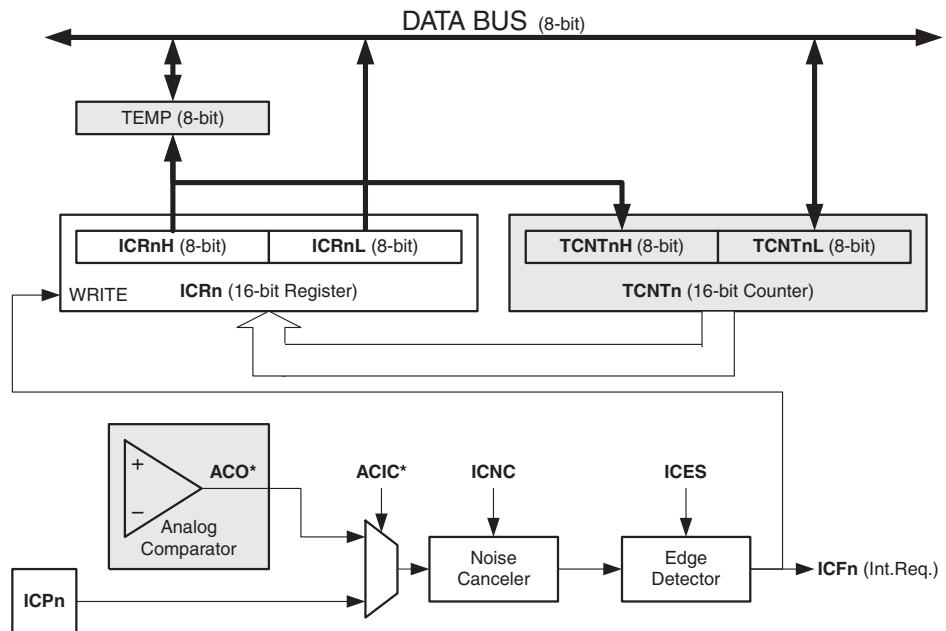 DATA BUS (8-bit)
TEMP (8-bit)
ICRnH (8-bit) ICRnL (8-bit) TCNTnH (8-bit) TCNTnL (8-bit)
WRITE ICRn (16-bit Register) TCNTn (16-bit Counter)
+ ACO* ACIC* ICNC ICES
−
Analog
Comparator
Noise
Canceler
Edge
Detector
ICFn (Int.Req.)
ICPn